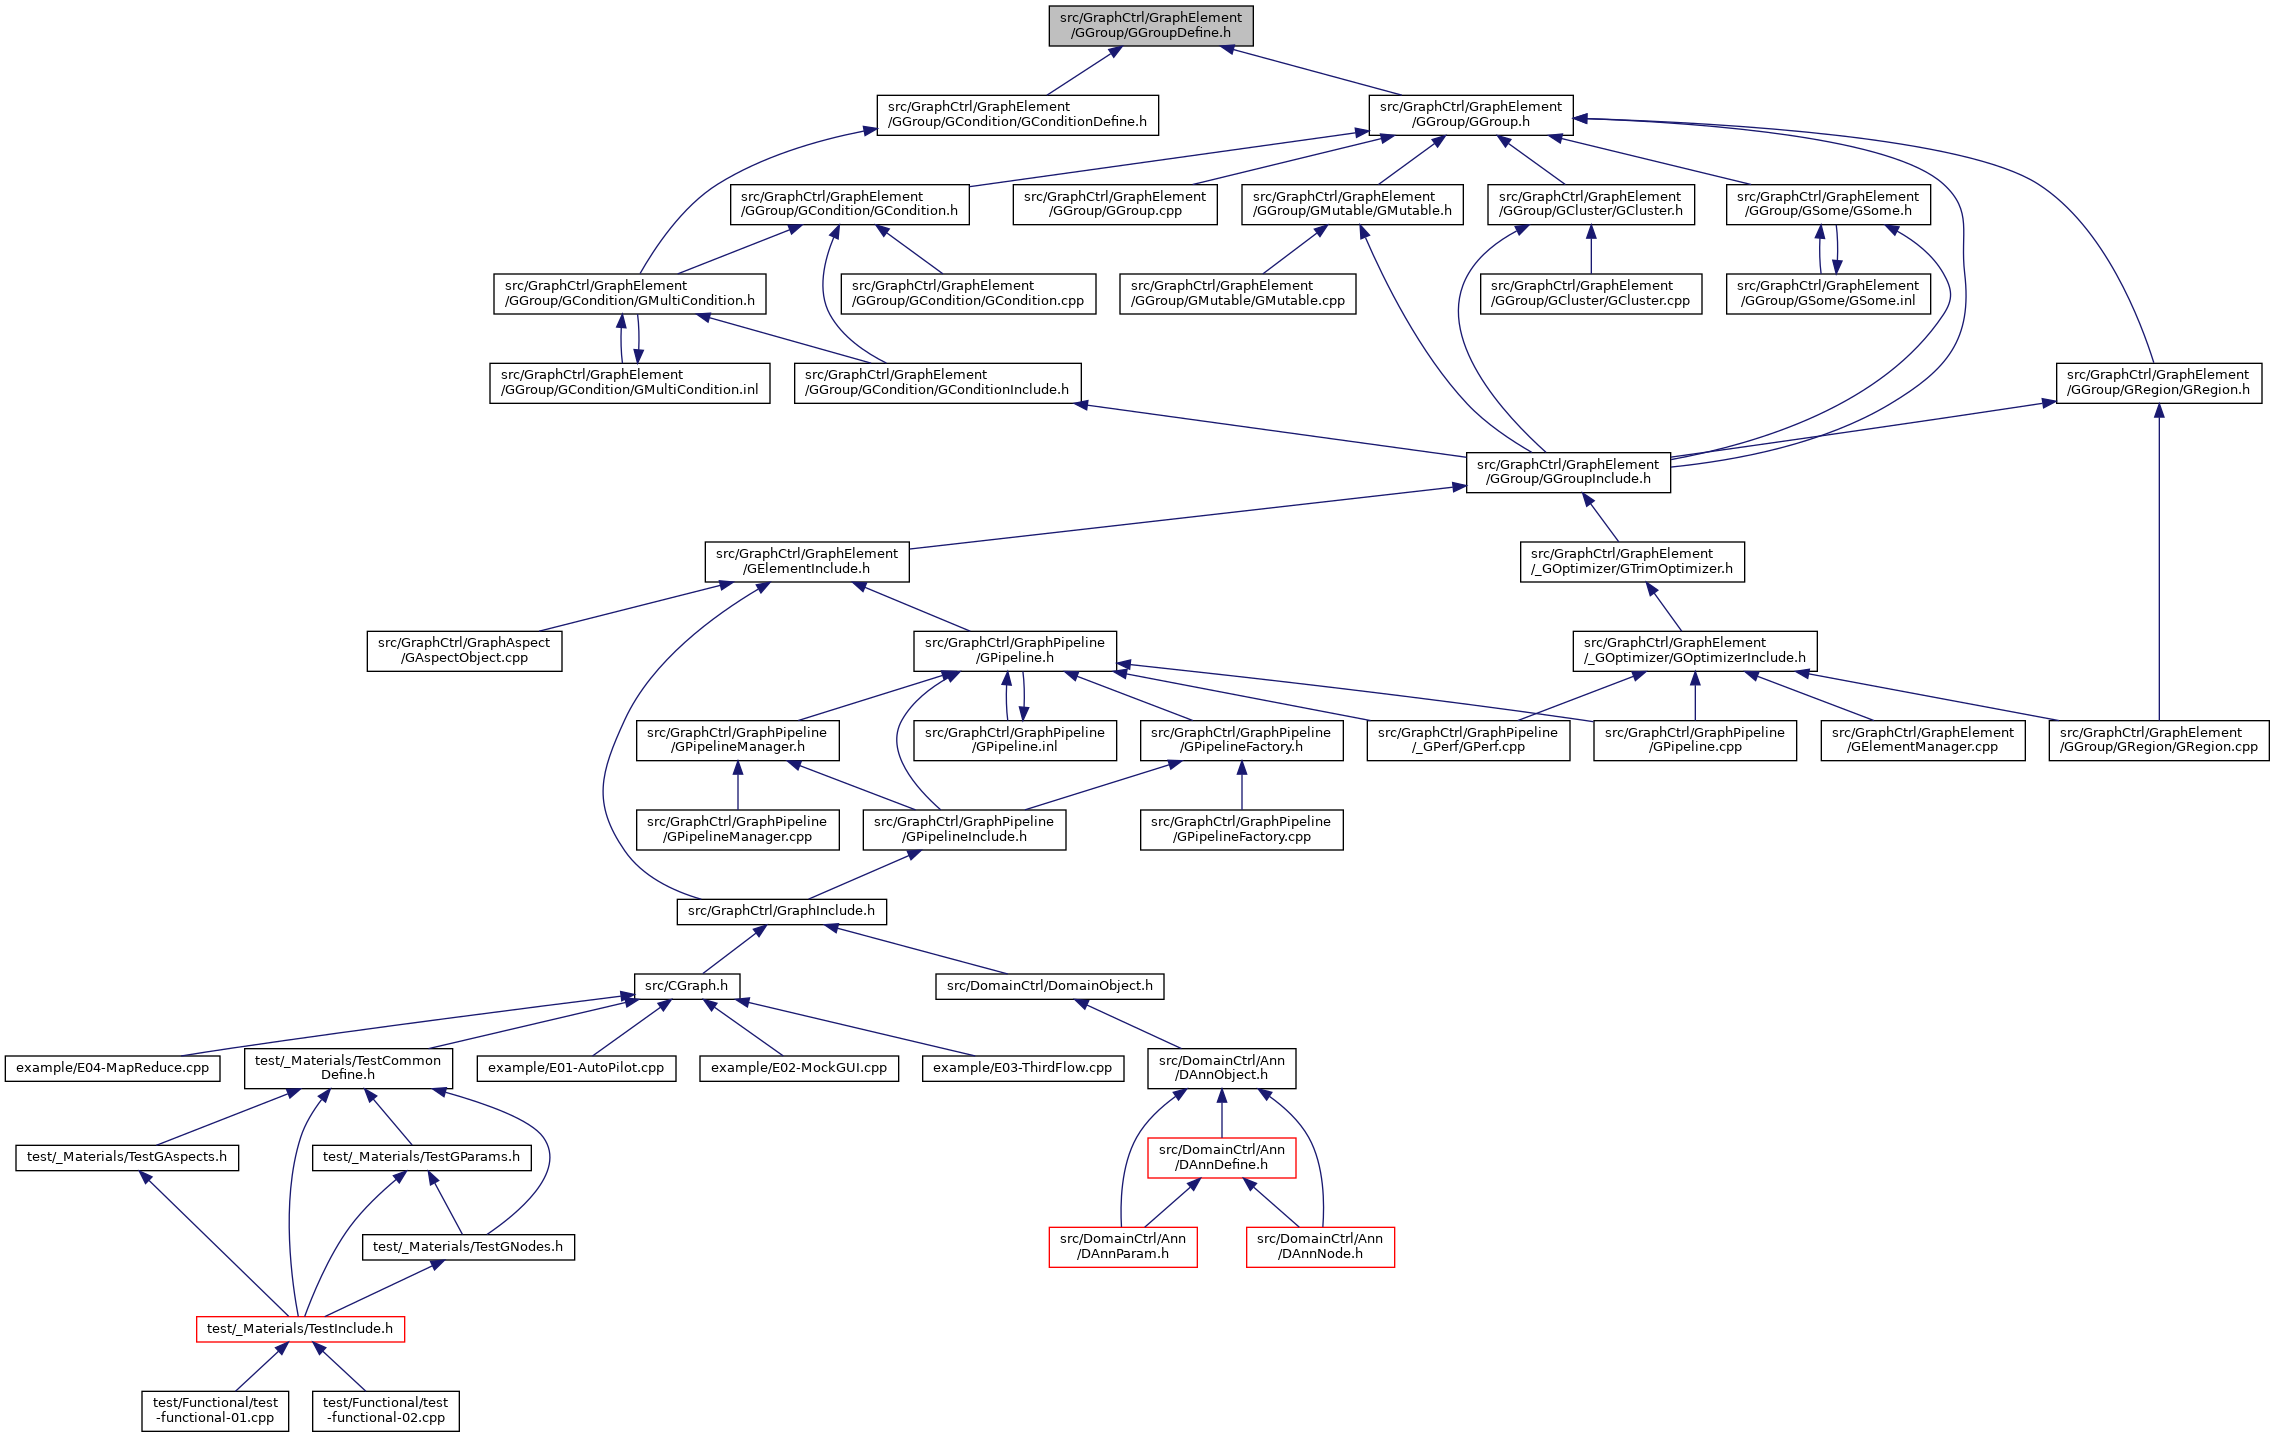 src/GraphCtrl/GraphElement
/GGroup/GGroupDefine.h
src/GraphCtrl/GraphElement
/GGroup/GCondition/GConditionDefine.h
src/GraphCtrl/GraphElement
/GGroup/GGroup.h
src/GraphCtrl/GraphElement
/GGroup/GCondition/GCondition.h
src/GraphCtrl/GraphElement
/GGroup/GGroup.cpp
src/GraphCtrl/GraphElement
/GGroup/GMutable/GMutable.h
src/GraphCtrl/GraphElement
/GGroup/GCluster/GCluster.h
src/GraphCtrl/GraphElement
/GGroup/GSome/GSome.h
src/GraphCtrl/GraphElement
/GGroup/GCondition/GMultiCondition.h
src/GraphCtrl/GraphElement
/GGroup/GCondition/GCondition.cpp
src/GraphCtrl/GraphElement
/GGroup/GMutable/GMutable.cpp
src/GraphCtrl/GraphElement
/GGroup/GCluster/GCluster.cpp
src/GraphCtrl/GraphElement
/GGroup/GSome/GSome.inl
src/GraphCtrl/GraphElement
/GGroup/GCondition/GMultiCondition.inl
src/GraphCtrl/GraphElement
/GGroup/GCondition/GConditionInclude.h
src/GraphCtrl/GraphElement
/GGroup/GRegion/GRegion.h
src/GraphCtrl/GraphElement
/GGroup/GGroupInclude.h
src/GraphCtrl/GraphElement
/GElementInclude.h
src/GraphCtrl/GraphElement
/_GOptimizer/GTrimOptimizer.h
src/GraphCtrl/GraphAspect
/GAspectObject.cpp
src/GraphCtrl/GraphPipeline
/GPipeline.h
src/GraphCtrl/GraphElement
/_GOptimizer/GOptimizerInclude.h
src/GraphCtrl/GraphPipeline
/GPipelineManager.h
src/GraphCtrl/GraphPipeline
/GPipeline.inl
src/GraphCtrl/GraphPipeline
/GPipelineFactory.h
src/GraphCtrl/GraphPipeline
/_GPerf/GPerf.cpp
src/GraphCtrl/GraphPipeline
/GPipeline.cpp
src/GraphCtrl/GraphElement
/GElementManager.cpp
src/GraphCtrl/GraphElement
/GGroup/GRegion/GRegion.cpp
src/GraphCtrl/GraphPipeline
/GPipelineManager.cpp
src/GraphCtrl/GraphPipeline
/GPipelineInclude.h
src/GraphCtrl/GraphPipeline
/GPipelineFactory.cpp
src/GraphCtrl/GraphInclude.h
src/CGraph.h
src/DomainCtrl/DomainObject.h
example/E04-MapReduce.cpp
test/_Materials/TestCommon
Define.h
example/E01-AutoPilot.cpp
example/E02-MockGUI.cpp
example/E03-ThirdFlow.cpp
src/DomainCtrl/Ann
/DAnnObject.h
test/_Materials/TestGAspects.h
test/_Materials/TestGParams.h
src/DomainCtrl/Ann
/DAnnDefine.h
test/_Materials/TestGNodes.h
src/DomainCtrl/Ann
/DAnnParam.h
src/DomainCtrl/Ann
/DAnnNode.h
test/_Materials/TestInclude.h
test/Functional/test
-functional-01.cpp
test/Functional/test
-functional-02.cpp